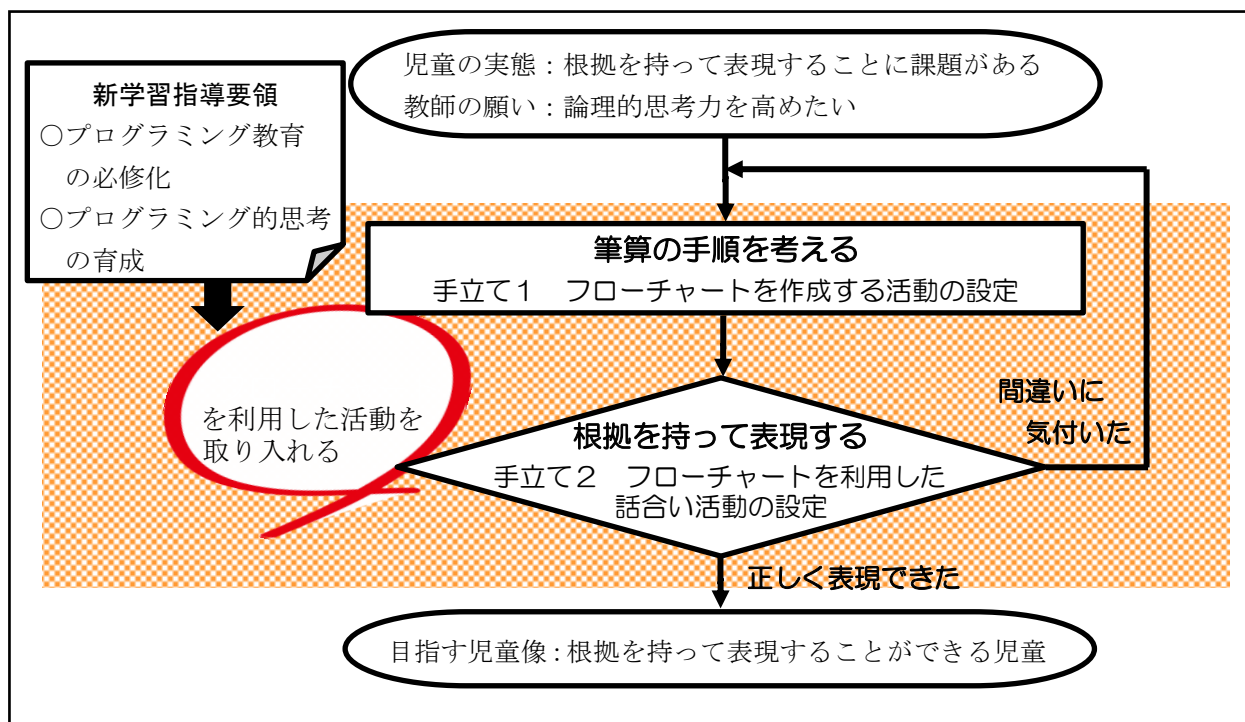 児童の実態：根拠を持って表現することに課題がある
教師の願い：論理的思考力を高めたい
新学習指導要領
○プログラミング教育
の必修化
○プログラミング的思考
の育成
筆算の手順を考える
手立て１　フローチャートを作成する活動の設定
を利用した活動を
取り入れる
根拠を持って表現する
手立て２　フローチャートを利用した
話合い活動の設定
間違いに
気付いた
正しく表現できた
目指す児童像：根拠を持って表現することができる児童